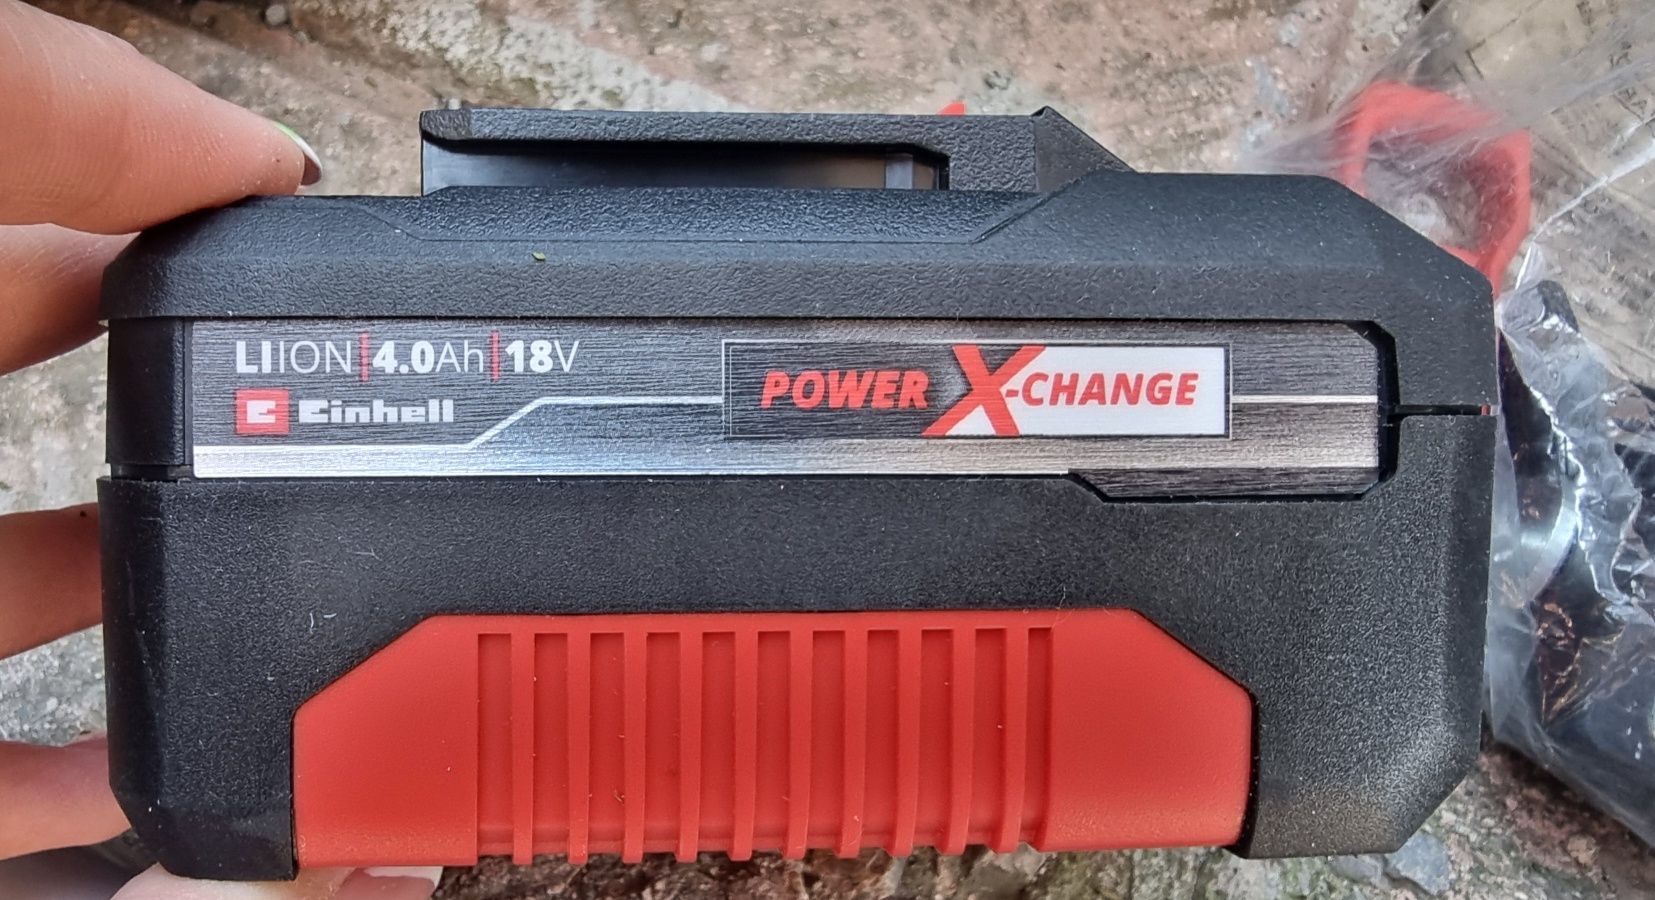 LIION | 4.0Ah | 18V
Einhell
POWER X-CHANGE